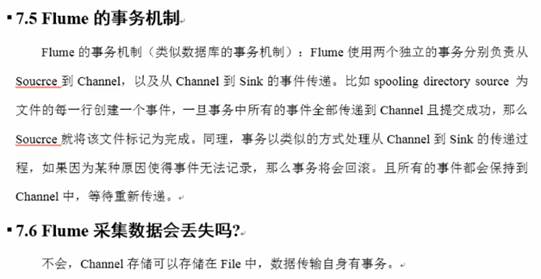 7.5 Flume 的事务机制
Flume 的事务机制（类似数据库的事务机制）：Flume 使用两个独立的事务分别负责从
Soucrce 到 Channel，以及从 Channel 到 Sink 的事件传递。比如 spooling directory source 为
文件的每一行创建一个事件，一旦事务中所有的事件全部传递到 Channel 且提交成功，那么
Soucrce 就将该文件标记为完成。同理，事务以类似的方式处理从 Channel 到 Sink 的传递过
程，如果因为某种原因使得事件无法记录，那么事务将会回滚。且所有的事件都会保持到
Channel 中，等待重新传递。
7.6 Flume 采集数据会丢失吗?
不会，Channel 存储可以存储在 File 中，数据传输自身有事务。